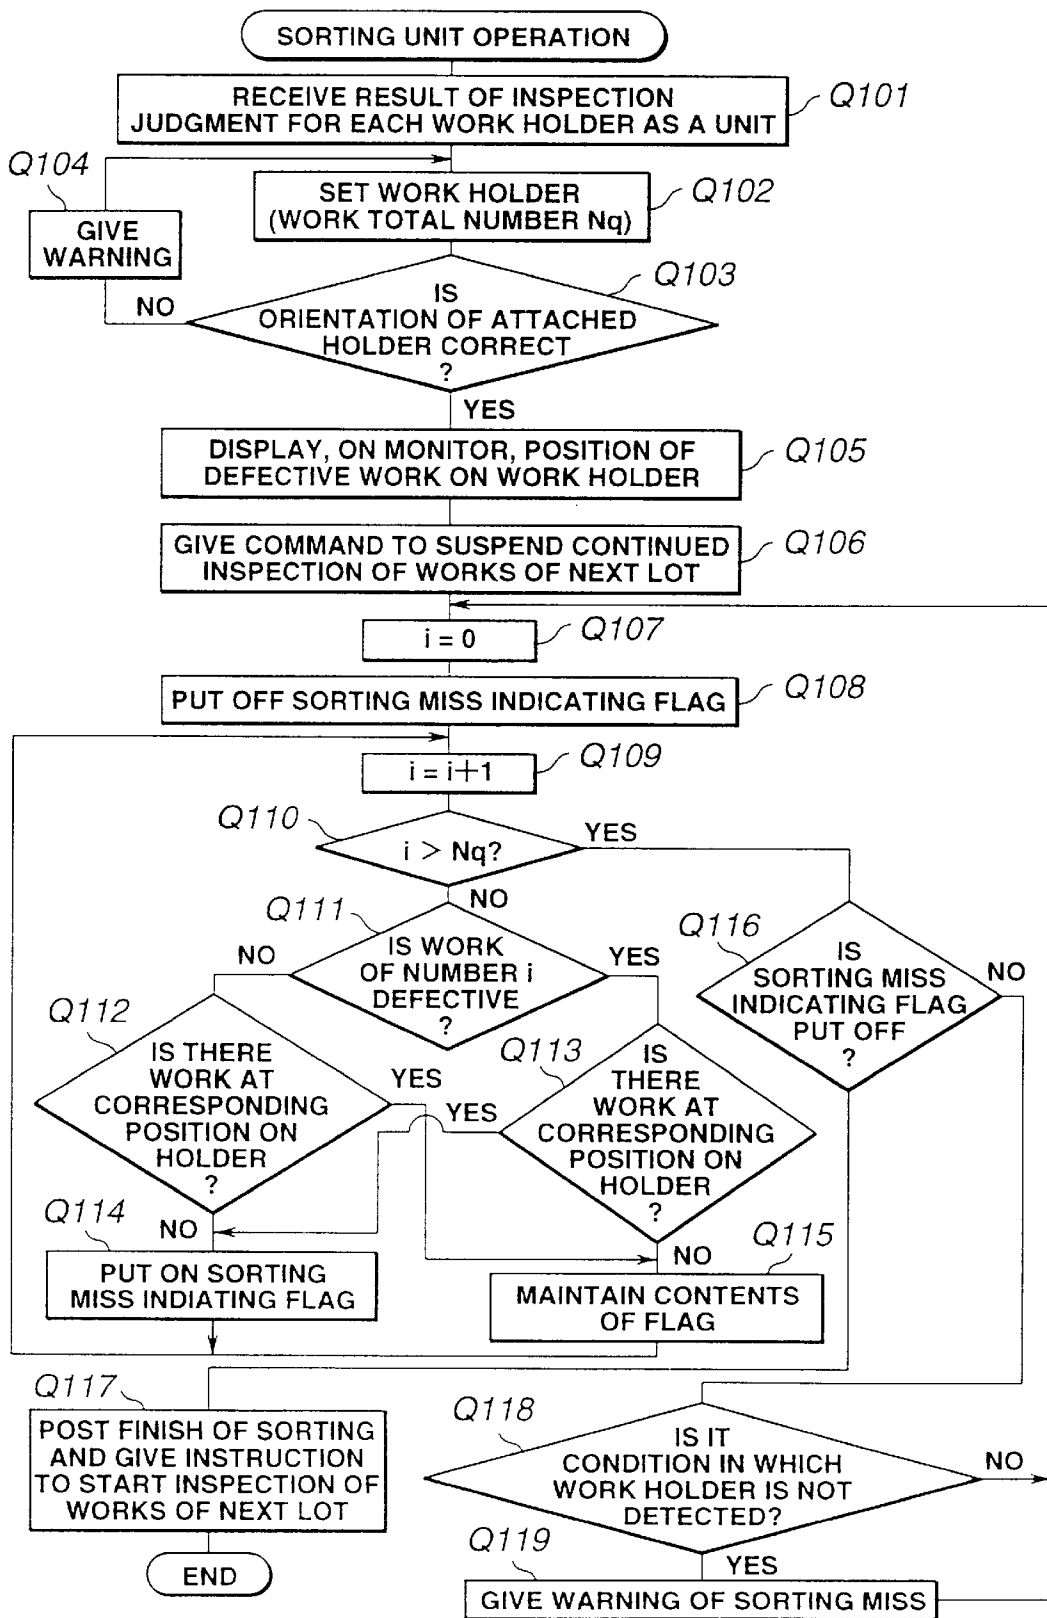 SORTING UNIT OPERATION
RECEIVE RESULT OF INSPECTION
JUDGMENT FOR EACH WORK HOLDER AS A UNIT
Q101
Q104
GIVE
WARNING
SET WORK HOLDER
(WORK TOTAL NUMBER Nq)
Q102
Q103
IS
ORIENTATION OF ATTACHED
HOLDER CORRECT
?
NO
YES
DISPLAY, ON MONITOR, POSITION OF
DEFECTIVE WORK ON WORK HOLDER
Q105
GIVE COMMAND TO SUSPEND CONTINUED
INSPECTION OF WORKS OF NEXT LOT
Q106
i = 0
Q107
PUT OFF SORTING MISS INDICATING FLAG
Q108
i = i+1
Q109
Q110
i > Nq?
YES
NO
Q111
IS WORK
OF NUMBER i
DEFECTIVE
?
NO
YES
Q116
IS
SORTING MISS
INDICATING FLAG
PUT OFF
?
NO
Q112
IS THERE
WORK AT
CORRESPONDING
POSITION ON
HOLDER
?
YES
NO
Q113
IS
THERE
WORK AT
CORRESPONDING
POSITION ON
HOLDER
?
YES
NO
Q114
PUT ON SORTING
MISS INDIATING FLAG
Q115
MAINTAIN CONTENTS
OF FLAG
Q117
POST FINISH OF SORTING
AND GIVE INSTRUCTION
TO START INSPECTION OF
WORKS OF NEXT LOT
END
Q118
IS IT
CONDITION IN WHICH
WORK HOLDER IS NOT
DETECTED?
NO
YES
Q119
GIVE WARNING OF SORTING MISS